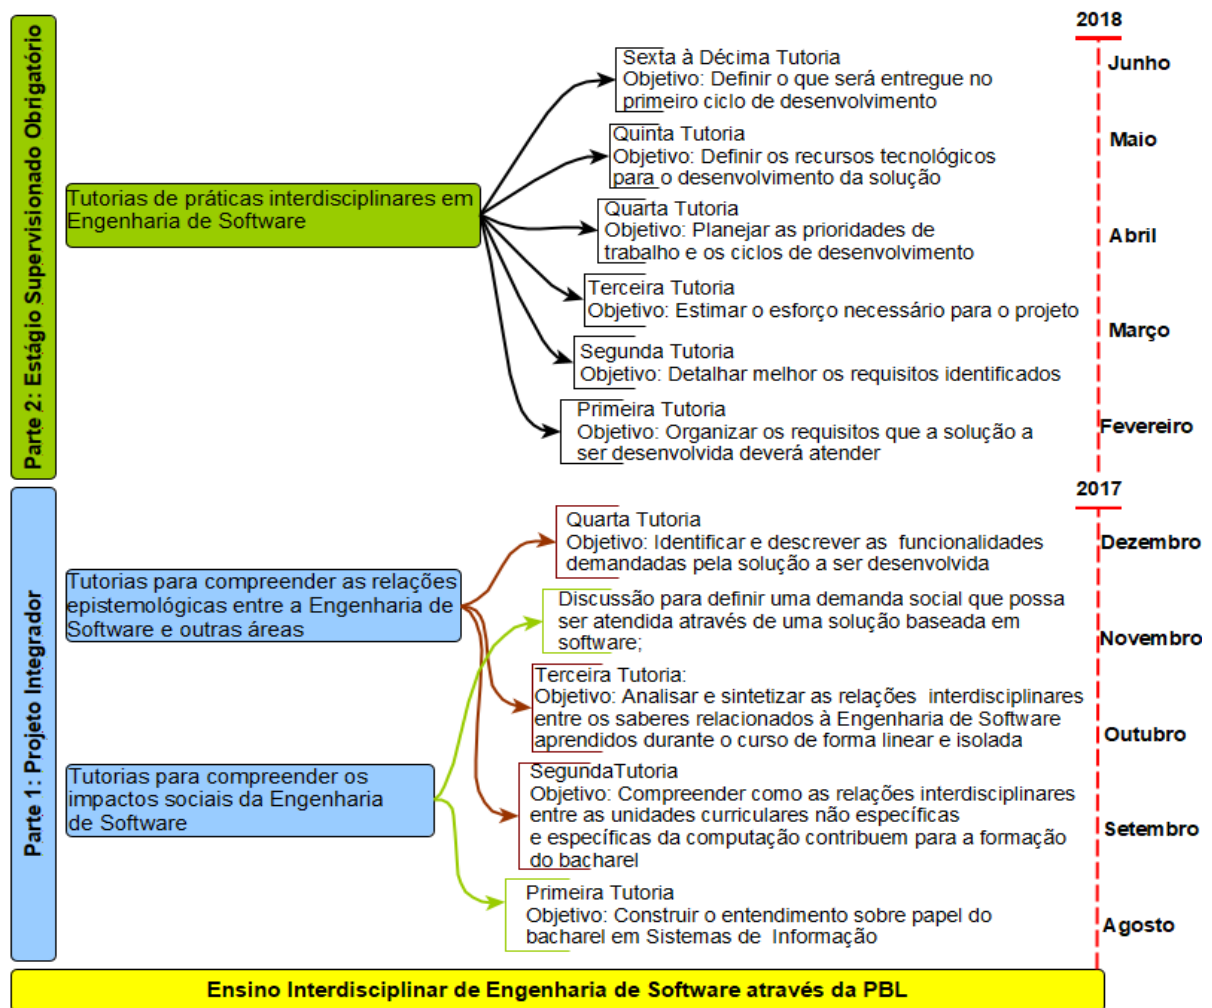 2018
Parte 2: Estágio Supervisionado Obrigatório
Tutorias de práticas interdisciplinares em
Engenharia de Software
Sexta à Décima Tutoria
Objetivo: Definir o que será entregue no
primeiro ciclo de desenvolvimento
Junho
Quinta Tutoria
Objetivo: Definir os recursos tecnológicos
para o desenvolvimento da solução
Maio
Quarta Tutoria
Objetivo: Planejar as prioridades de
trabalho e os ciclos de desenvolvimento
Abril
Terceira Tutoria
Objetivo: Estimar o esforço necessário para o projeto
Março
Segunda Tutoria
Objetivo: Detalhar melhor os requisitos identificados
Primeira Tutoria
Objetivo: Organizar os requisitos que a solução a
ser desenvolvida deverá atender
Fevereiro
2017
Parte 1: Projeto Integrador
Tutorias para compreender as relações
epistemológicas entre a Engenharia de
Software e outras áreas
Quarta Tutoria
Objetivo: Identificar e descrever as funcionalidades
demandadas pela solução a ser desenvolvida
Dezembro
Discussão para definir uma demanda social que possa
ser atendida através de uma solução baseada em
software;
Novembro
Terceira Tutoria:
Objetivo: Analisar e sintetizar as relações interdisciplinares
entre os saberes relacionados à Engenharia de Software
aprendidos durante o curso de forma linear e isolada
Outubro
Tutorias para compreender os
impactos sociais da Engenharia
de Software
SegundaTutoria
Objetivo: Compreender como as relações interdisciplinares
entre as unidades curriculares não específicas
e específicas da computação contribuem para a formação
do bacharel
Setembro
Primeira Tutoria
Objetivo: Construir o entendimento sobre papel do
bacharel em Sistemas de Informação
Agosto
Ensino Interdisciplinar de Engenharia de Software através da PBL